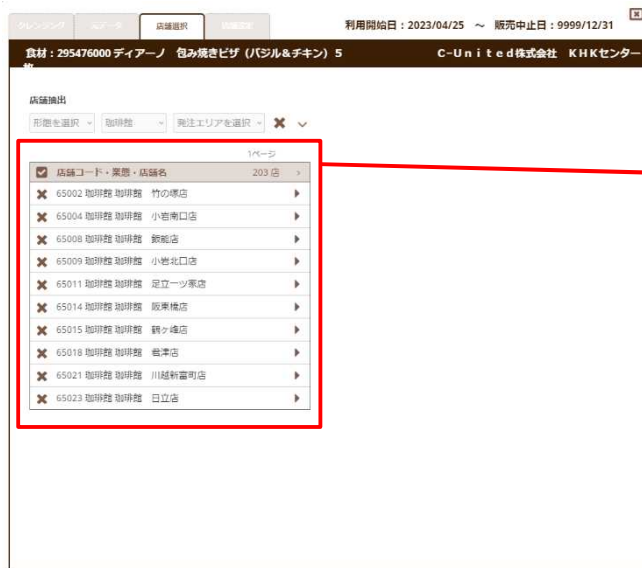 クレンジング 元データ 店舗選択 店舗設定
利用開始日：2023/04/25 ～ 販売中止日：9999/12/31
食材：295476000 ディアーノ 包み焼きピザ（バジル&チキン）5 C-United株式会社 KHKセンター
店舗抽出
形態を選択 珈琲館 発注エリアを選択
1ページ
店舗コード・業態・店舗名 203 店
65002 珈琲館 珈琲館 竹の塚店
65004 珈琲館 珈琲館 小岩南口店
65008 珈琲館 珈琲館
65009 珈琲館 珈琲館 小岩北口店
65011 珈琲館 珈琲館 足立一ツ家店
65014 珈琲館 珈琲館 阪東橋店
65015 珈琲館 珈琲館 鶴ヶ峰店
65018 珈琲館 珈琲館 君津店
65021 珈琲館 珈琲館 川越新富町店
65023 珈琲館 珈琲館 日立店